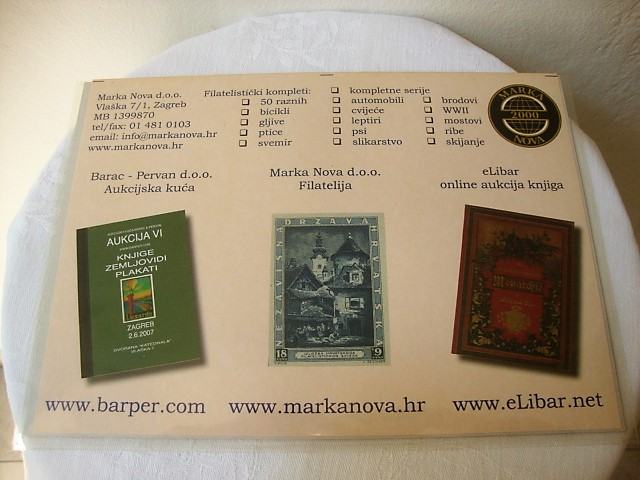 Marka Nova d.o.o.
Vlaška 7/1, Zagreb
MB 1399870
tel/fax: 01 481 0103
email: info@markanova.hr
www.markanova.hr
Filatelistički kompleti:
50 raznih
bicikli
gljive
ptice
svemir
kompletne serije
automobili
cvijeće
leptiri
psi
slikarstvo
brodovi
WWII
mostovi
ribe
skijanje
MARKA
2000
NOVA
Barac - Pervan d.o.o.
Aukcijska kuća
Marka Nova d.o.o.
Filatelija
eLibar
online aukcija knjiga
AUKCIJA VI
KNJIGE
ZEMLJOVIDI
PLAKATI
ZAGREB
2.6.2007
DVORANA "KATEDRALA"
VLAŠKA 1
NEZAVISNA DRŽAVA HRVATSKA
18
9
www.barper.com
www.markanova.hr
www.eLibar.net